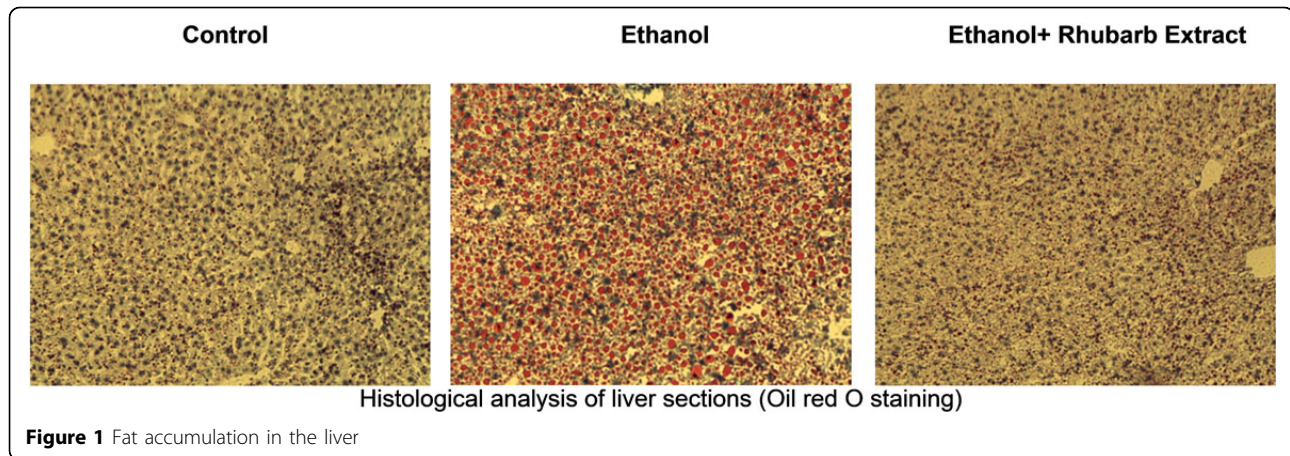 Control
Ethanol
Ethanol+ Rhubarb Extract
Histological analysis of liver sections (Oil red O staining)
Figure 1 Fat accumulation in the liver